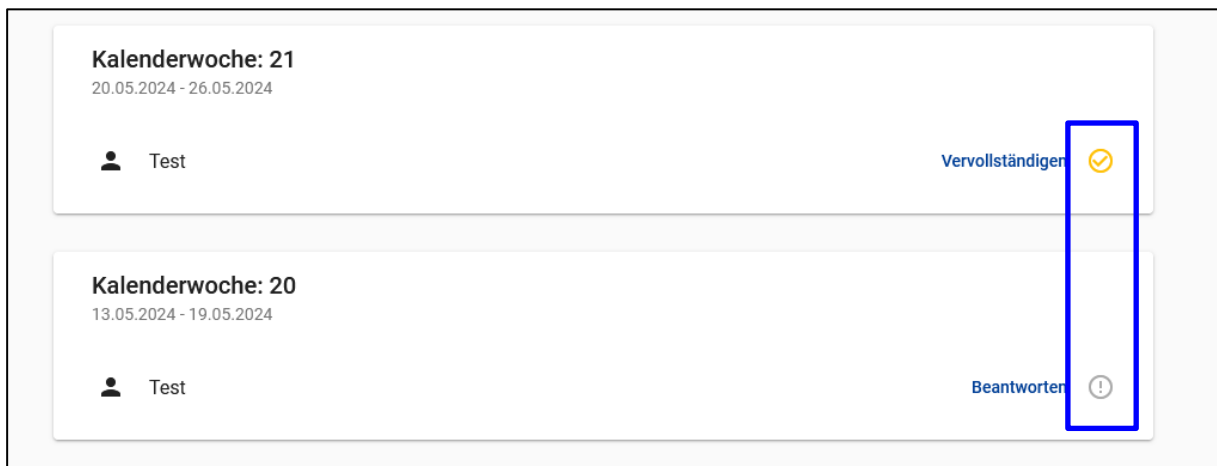 Kalenderwoche: 21
20.05.2024 - 26.05.2024
Test Vervollständigen
Kalenderwoche: 20
13.05.2024 - 19.05.2024
Test Beantworten